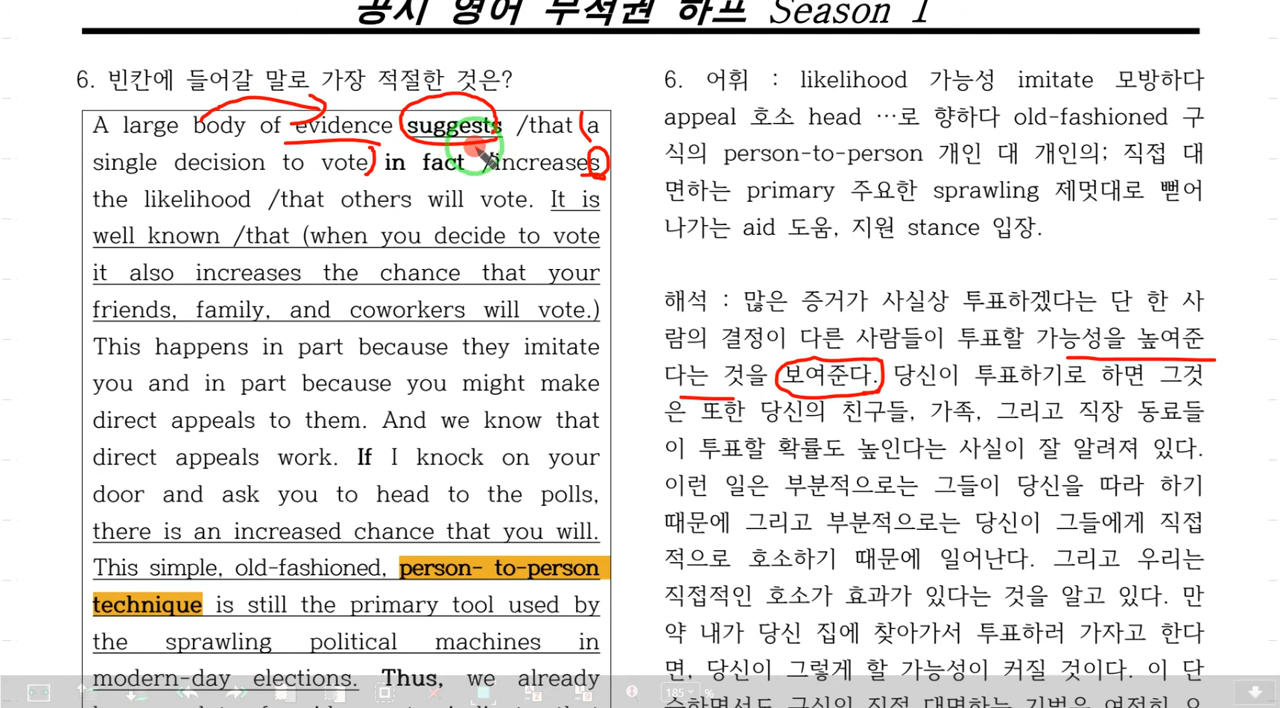 공시 영어 무적권 하프 Season 1
6. 빈칸에 들어갈 말로 가장 적절한 것은?
A large body of evidence suggests /that (a
single decision to vote) in fact /increases
the likelihood /that others will vote. It is
well known /that (when you decide to vote
it also increases the chance that your
friends, family, and coworkers will vote.)
This happens in part because they imitate
you and in part because you might make
direct appeals to them. And we know that
direct appeals work. If I knock on your
door and ask you to head to the polls,
there is an increased chance that you will.
This simple, old-fashioned, person- to-person
technique is still the primary tool used by
the sprawling political machines in
modern-day elections. Thus, we already
6. 어휘 : likelihood 가능성 imitate 모방하다
appeal 호소 head …로 향하다 old-fashioned 구
식의 person-to-person 개인 대 개인의; 직접 대
면하는 primary 주요한 sprawling 제멋대로 뻗어
나가는 aid 도움, 지원 stance 입장.
해석 : 많은 증거가 사실상 투표하겠다는 단 한 사
람의 결정이 다른 사람들이 투표할 가능성을 높여준
다는 것을 보여준다. 당신이 투표하기로 하면 그것
은 또한 당신의 친구들, 가족, 그리고 직장 동료들
이 투표할 확률도 높인다는 사실이 잘 알려져 있다.
이런 일은 부분적으로는 그들이 당신을 따라 하기
때문에 그리고 부분적으로는 당신이 그들에게 직접
적으로 호소하기 때문에 일어난다. 그리고 우리는
직접적인 호소가 효과가 있다는 것을 알고 있다. 만
약 내가 당신 집에 찾아가서 투표하러 가자고 한다
면, 당신이 그렇게 할 가능성이 커질 것이다. 이 단
185 %